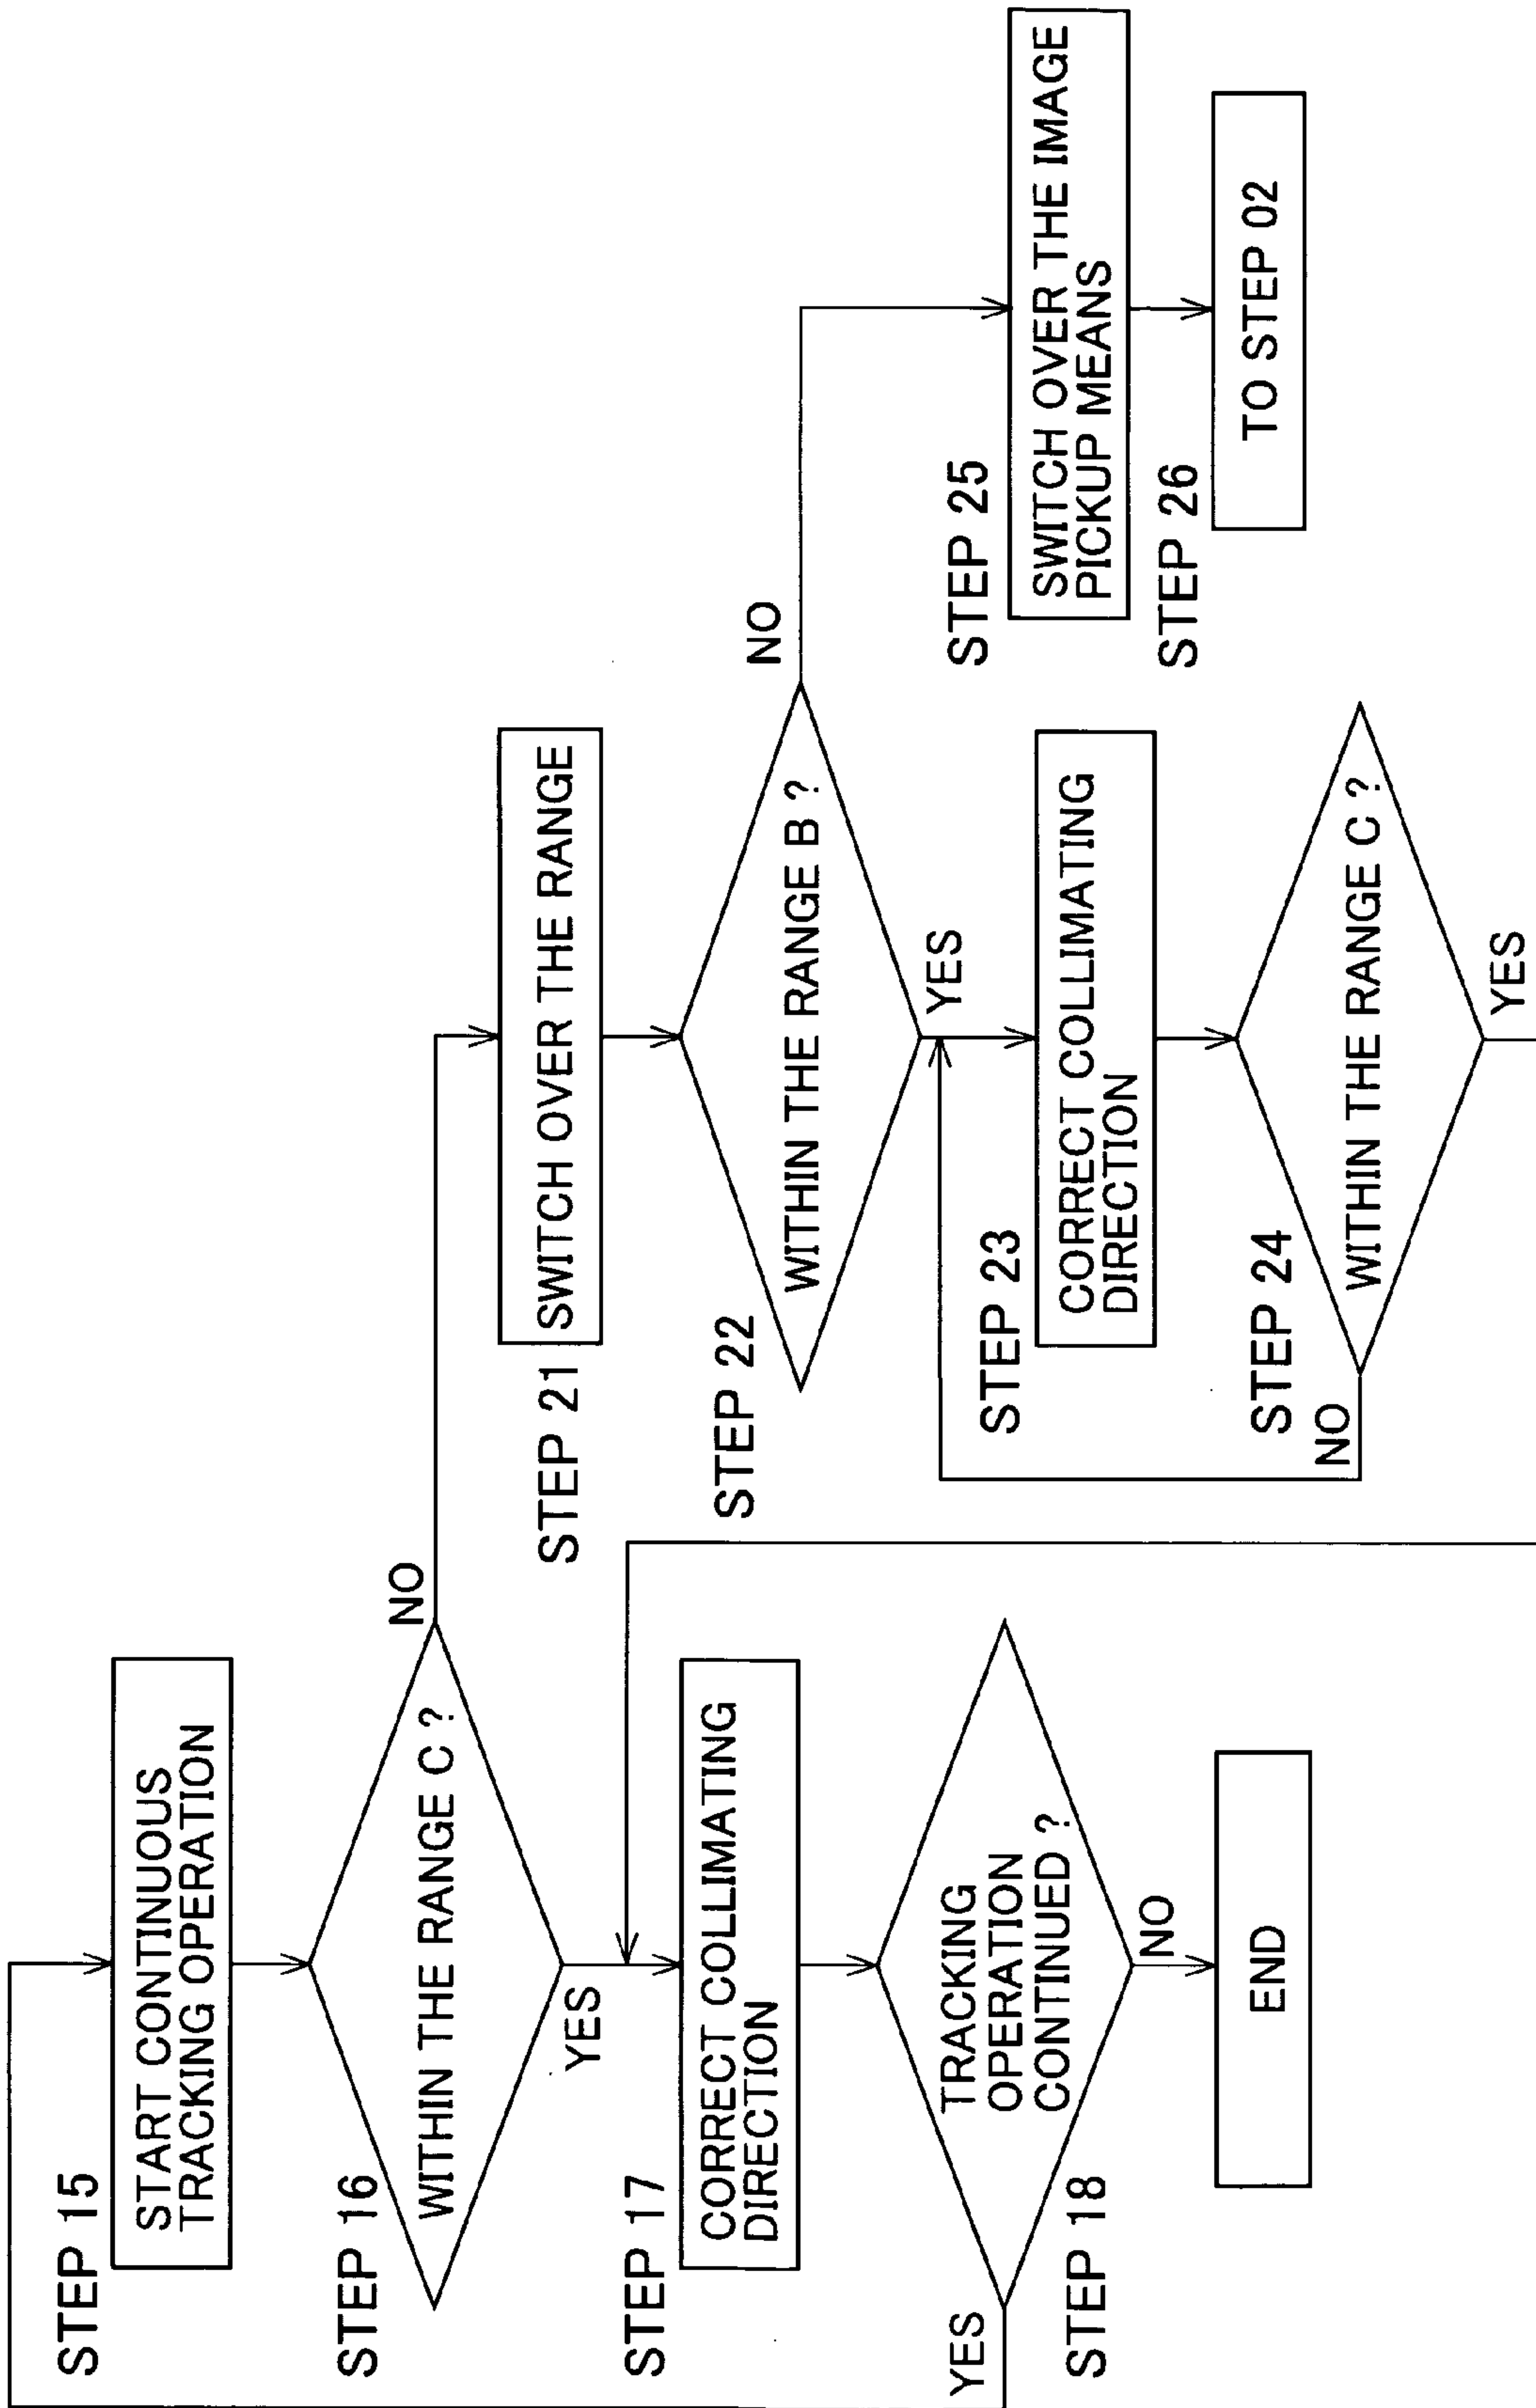 STEP 15
START CONTINUOUS
TRACKING OPERATION
STEP 16
WITHIN THE RANGE C ?
NO
YES
STEP 17
CORRECT COLLIMATING
DIRECTION
STEP 18
TRACKING
OPERATION
CONTINUED ?
YES
NO
END
STEP 21
SWITCH OVER THE RANGE
STEP 22
WITHIN THE RANGE B ?
NO
YES
STEP 23
CORRECT COLLIMATING
DIRECTION
STEP 24
WITHIN THE RANGE C ?
NO
YES
STEP 25
SWITCH OVER THE IMAGE
PICKUP MEANS
STEP 26
TO STEP 02